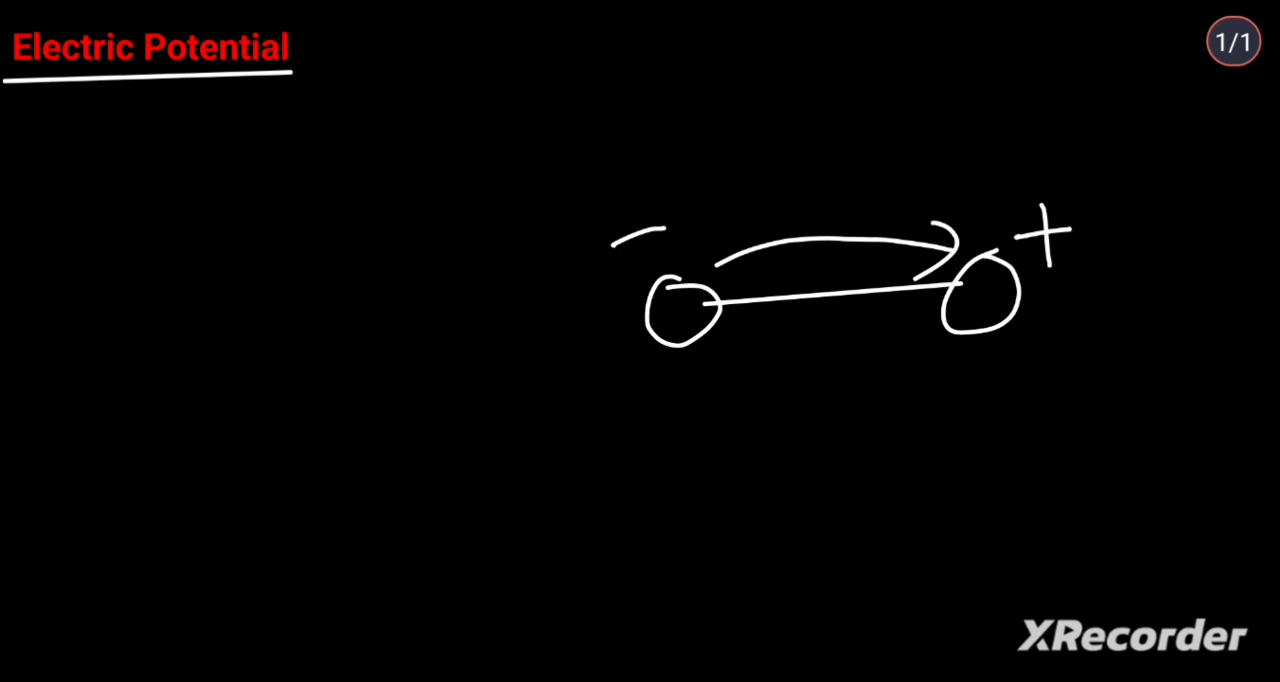 Electric Potential
1/1
− +
XRecorder